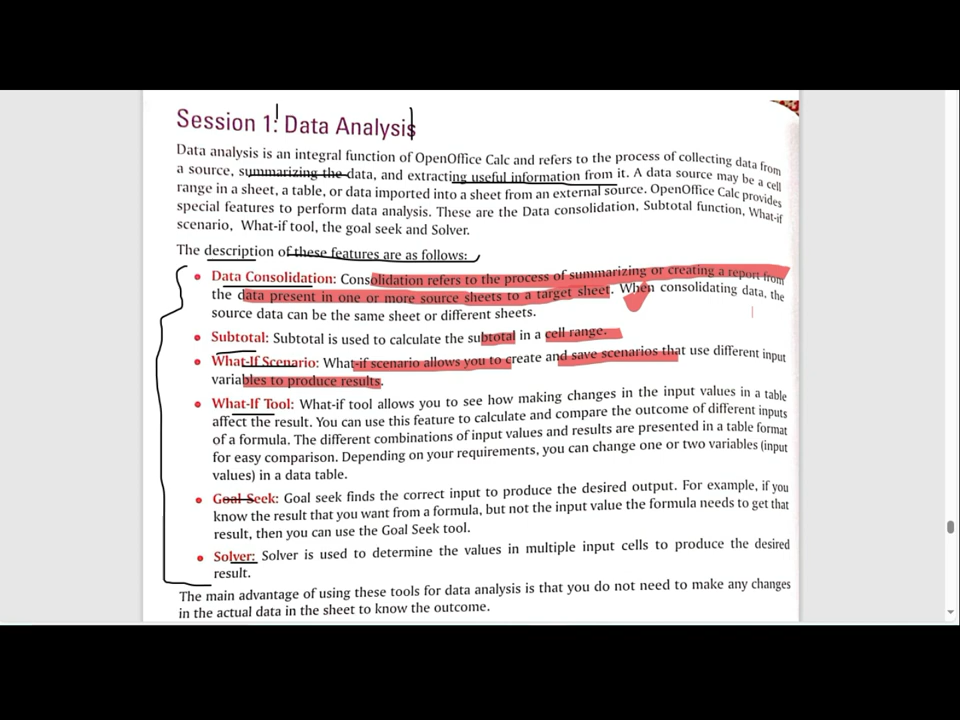 Session 1: Data Analysis
Data analysis is an integral function of OpenOffice Calc and refers to the process of collecting data from
a source, summarizing the data, and extracting useful information from it. A data source may be a cell
range in a sheet, a table, or data imported into a sheet from an external source. OpenOffice Calc provides
special features to perform data analysis. These are the Data consolidation, Subtotal function, What-if
scenario, What-if tool, the goal seek and Solver.
The description of these features are as follows:
• Data Consolidation: Consolidation refers to the process of summarizing or creating a report from
the data present in one or more source sheets to a target sheet. When consolidating data, the
source data can be the same sheet or different sheets.
• Subtotal: Subtotal is used to calculate the subtotal in a cell range.
• What-If Scenario: What-if scenario allows you to create and save scenarios that use different input
variables to produce results.
• What-If Tool: What-if tool allows you to see how making changes in the input values in a table
affect the result. You can use this feature to calculate and compare the outcome of different inputs
of a formula. The different combinations of input values and results are presented in a table format
for easy comparison. Depending on your requirements, you can change one or two variables (input
values) in a data table.
• Goal Seek: Goal seek finds the correct input to produce the desired output. For example, if you
know the result that you want from a formula, but not the input value the formula needs to get that
result, then you can use the Goal Seek tool.
• Solver: Solver is used to determine the values in multiple input cells to produce the desired
result.
The main advantage of using these tools for data analysis is that you do not need to make any changes
in the actual data in the sheet to know the outcome.